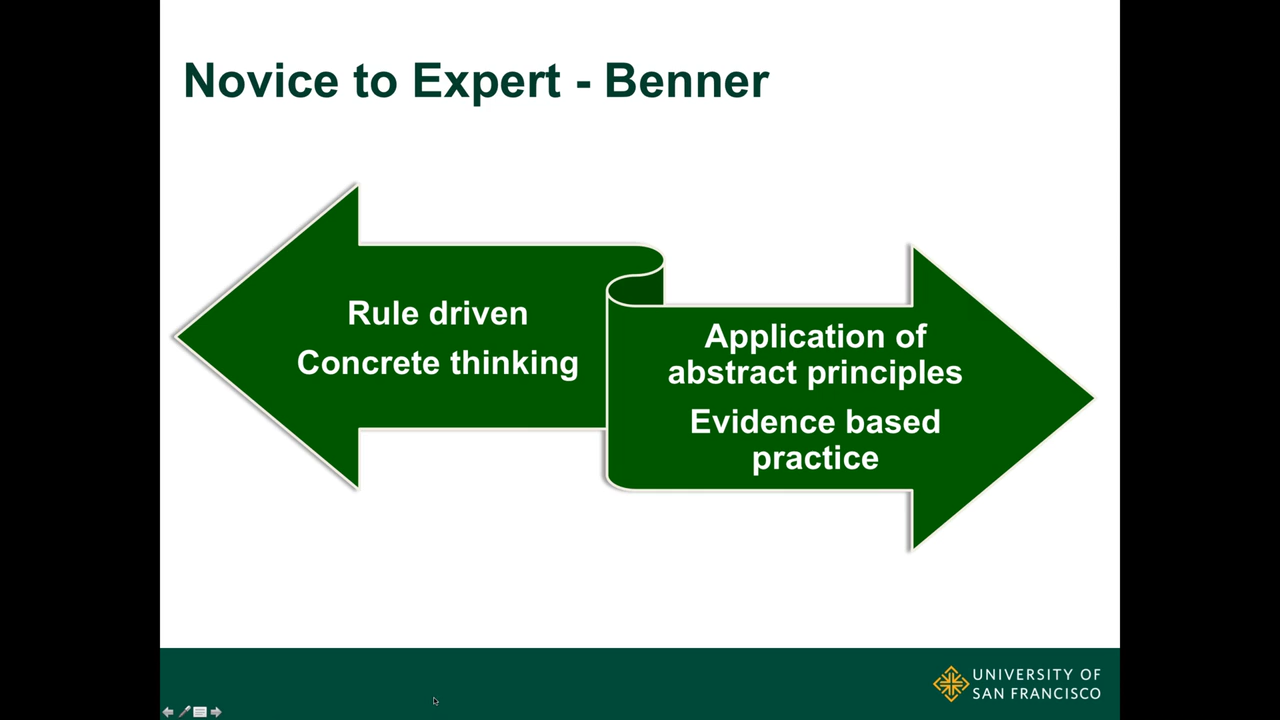 Novice to Expert - Benner
Rule driven
Concrete thinking
Application of
abstract principles
Evidence based
practice
UNIVERSITY OF
SAN FRANCISCO